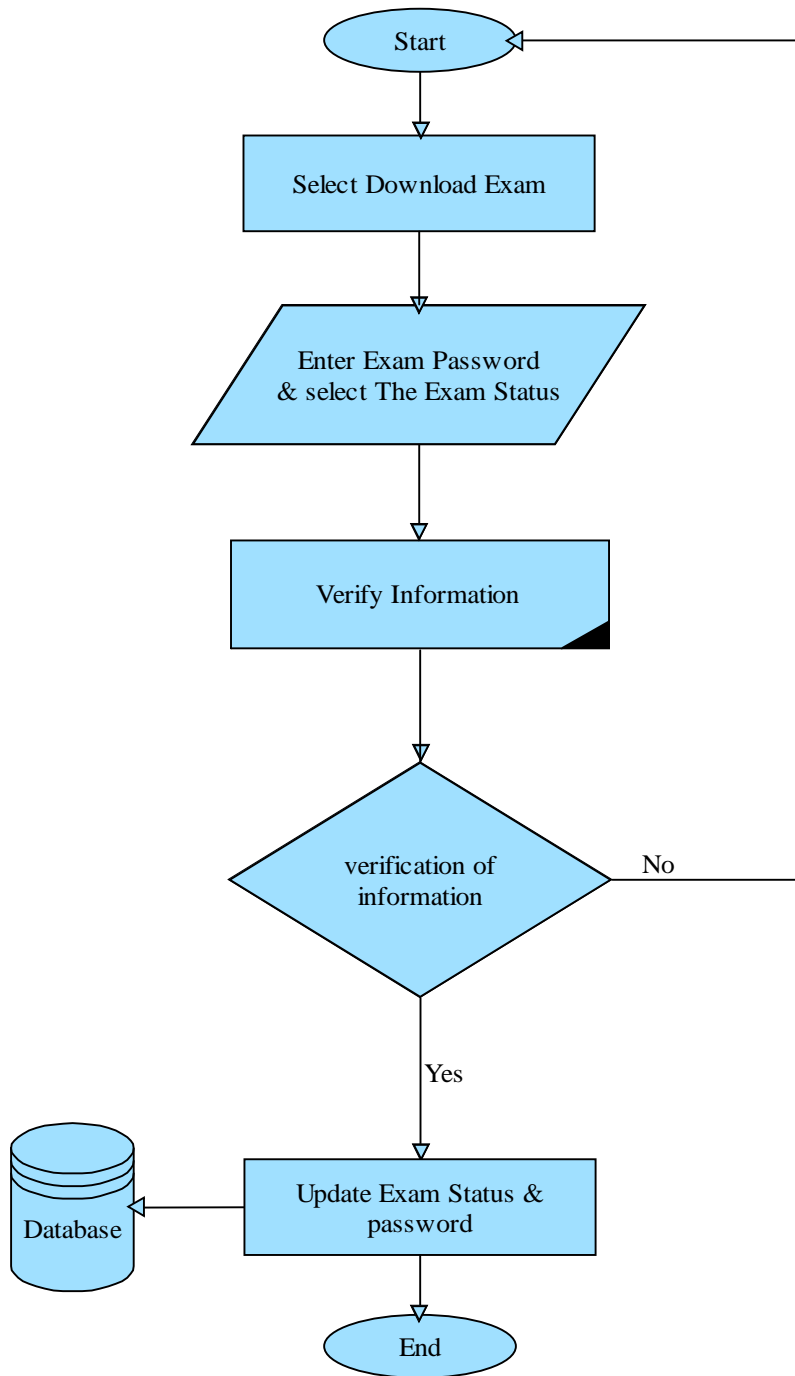 Start
Select Download Exam
Enter Exam Password
& select The Exam Status
Verify Information
verification of
information
No
Yes
Update Exam Status &
password
Database
End